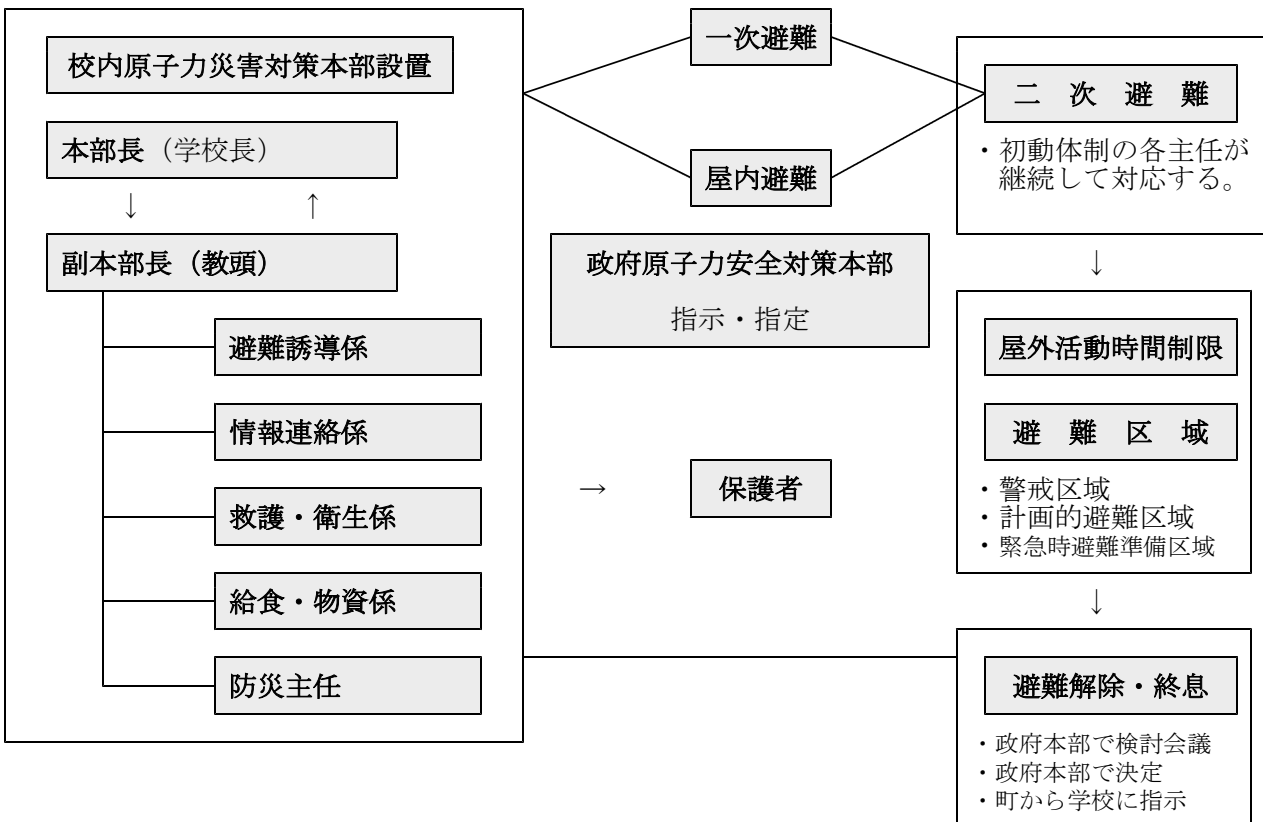 校内原子力災害対策本部設置
本部長（学校長）
↓ ↑
副本部長（教頭）
避難誘導係
情報連絡係
救護・衛生係
給食・物資係
防災主任
一次避難
屋内避難
政府原子力安全対策本部
指示・指定
→
保護者
二 次 避 難
・初動体制の各主任が
継続して対応する。
↓
屋外活動時間制限
避 難 区 域
・警戒区域
・計画的避難区域
・緊急時避難準備区域
↓
避難解除・終息
・政府本部で検討会議
・政府本部で決定
・町から学校に指示